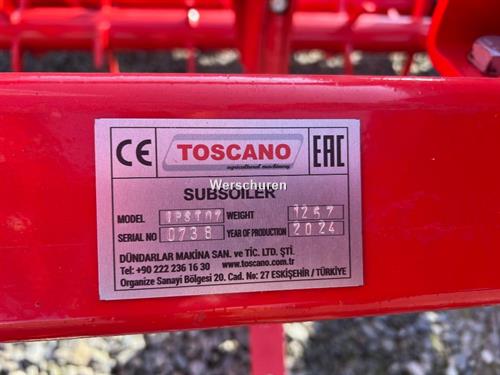 CE TOSCANO EAC
agricultural machinery
Werschuren
SUBSOILER
MODEL TPST07 WEIGHT 1267
SERIAL NO 0738 YEAR OF PRODUCTION 2024
DÜNDARLAR MAKİNA SAN. ve TİC. LTD. ŞTİ.
Tel: +90 222 236 16 30 www.toscano.com
Organize Sanayi Bölgesi 20. Cad. No: 27 ESKİŞEHİR / TÜRKİYE